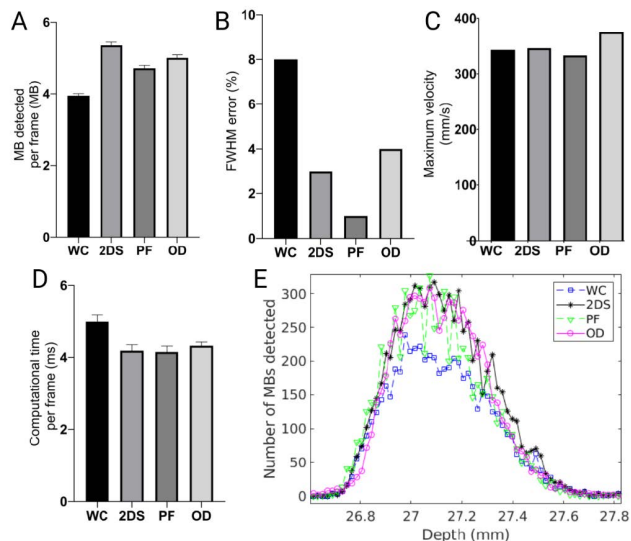 A
MB detected
per frame (MB)
6
4
2
0
WC 2DS PF OD
B
FWHM error (%)
10
8
6
4
2
0
WC 2DS PF OD
C
Maximum velocity
(mm/s)
400
300
200
100
0
WC 2DS PF OD
D
Computational time
per frame (ms)
6
4
2
0
WC 2DS PF OD
E
Number of MBs detected
300
250
200
150
100
50
0
26.8 27 27.2 27.4 27.6 27.8
Depth (mm)
WC
2DS
PF
OD